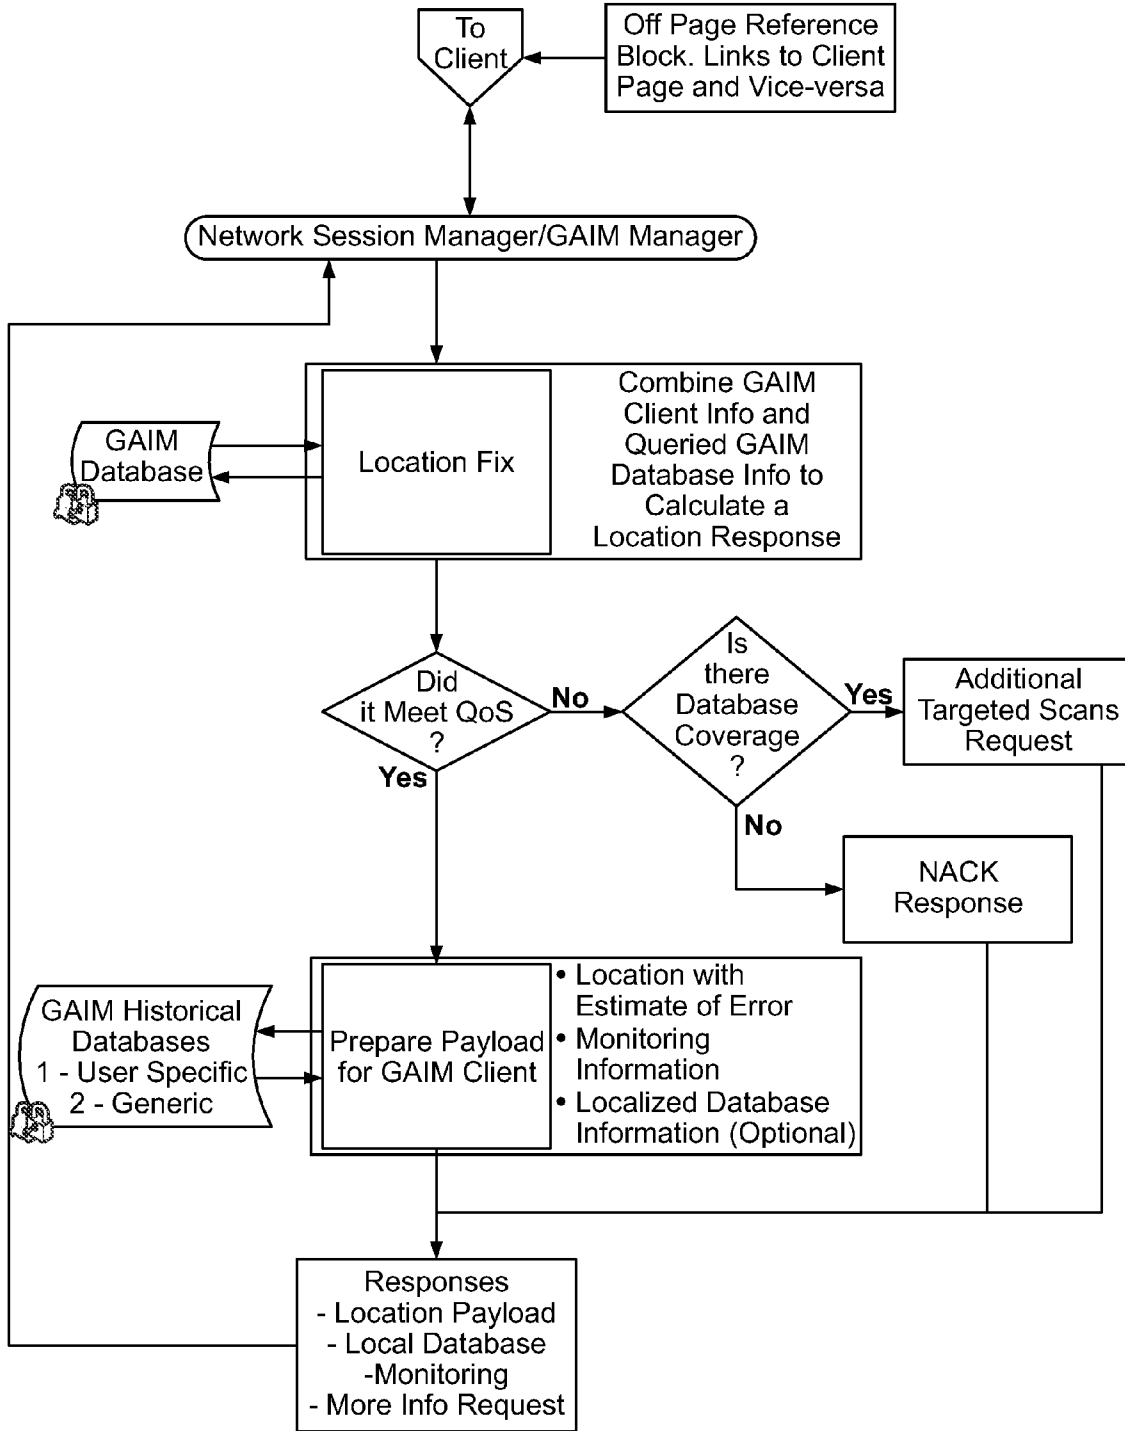 To
Client
Off Page Reference
Block. Links to Client
Page and Vice-versa
Network Session Manager/GAIM Manager
GAIM
Database
Location Fix
Combine GAIM
Client Info and
Queried GAIM
Database Info to
Calculate a
Location Response
Did
it Meet QoS
?
No
Yes
Is
there
Database
Coverage
?
Yes
No
Additional
Targeted Scans
Request
NACK
Response
GAIM Historical
Databases
1 - User Specific
2 - Generic
Prepare Payload
for GAIM Client
• Location with
Estimate of Error
• Monitoring
Information
• Localized Database
Information (Optional)
Responses
- Location Payload
- Local Database
-Monitoring
- More Info Request